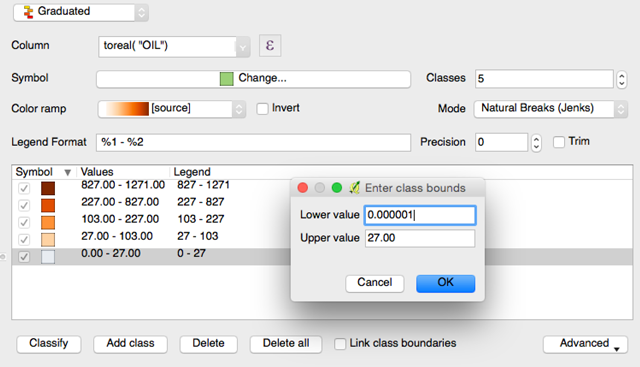 Graduated
Column toreal( "OIL") ε
Symbol Change... Classes 5
Color ramp [source] Invert Mode Natural Breaks (Jenks)
Legend Format %1 - %2 Precision 0 Trim
Symbol Values Legend
827.00 - 1271.00 827 - 1271
227.00 - 827.00 227 - 827
103.00 - 227.00 103 - 227
27.00 - 103.00 27 - 103
0.00 - 27.00 0 - 27
Enter class bounds
Lower value 0.000001
Upper value 27.00
Cancel OK
Classify Add class Delete Delete all Link class boundaries Advanced